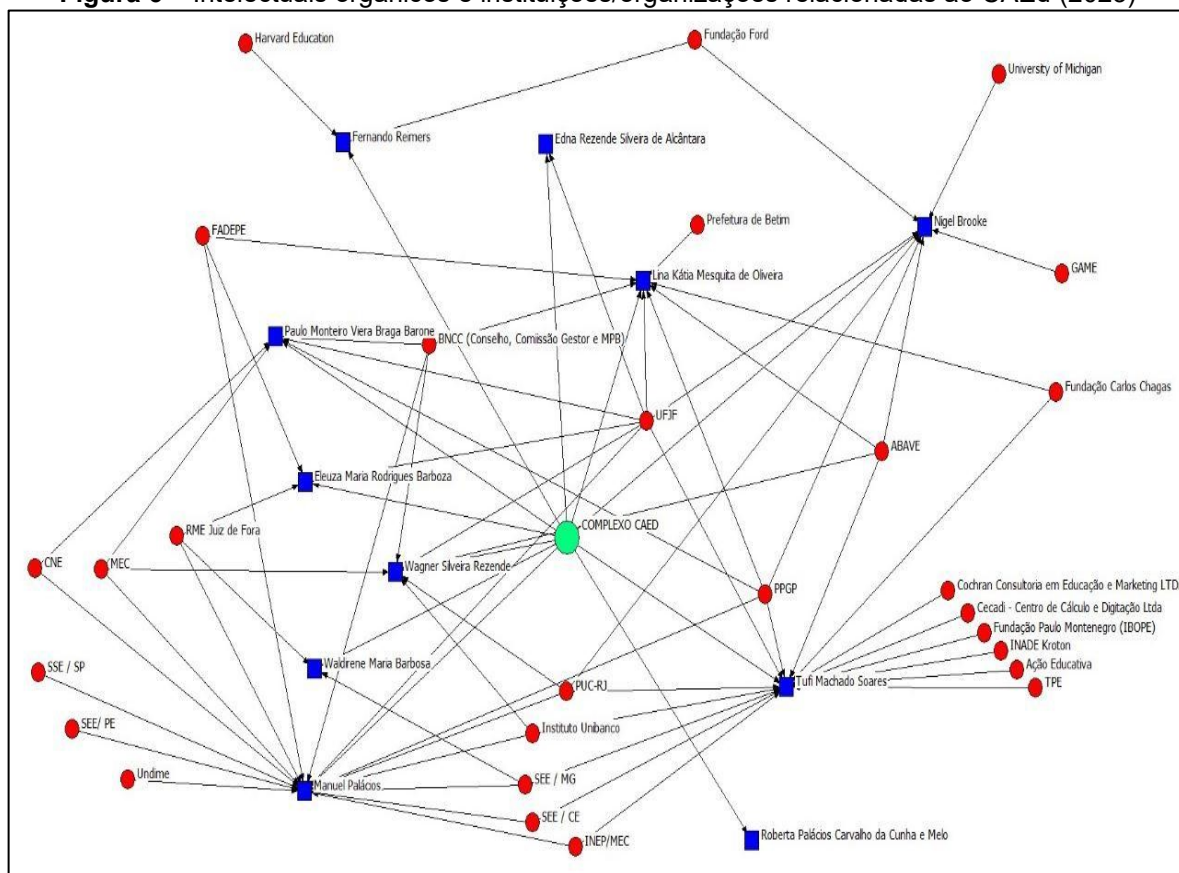 Figura 6 – Intelectuais orgânicos e instituições/organizações relacionadas ao CAEd (2023)
Harvard Education
Fundação Ford
University of Michigan
Fernando Reimers
Edna Rezende Silveira de Alcântara
FADEPE
Prefeitura de Betim
Nigel Brooke
Lina Kátia Mesquita de Oliveira
GAME
Paulo Monteiro Viera Braga Barone
BNCC (Conselho, Comissão Gestor e MPB)
Fundação Carlos Chagas
UFJF
ABAVE
Eleuza Maria Rodrigues Barboza
RME Juiz de Fora
COMPLEXO CAED
CNE
MEC
Wagner Silveira Rezende
PPGP
Cochran Consultoria em Educação e Marketing LTD
Cecadi - Centro de Cálculo e Digitação Ltda
Fundação Paulo Montenegro (IBOPE)
INADE Kroton
Ação Educativa
TPE
SSE / SP
Waldirene Maria Barbosa
PUC-RJ
Tufi Machado Soares
SEE/ PE
Instituto Unibanco
Undime
Manuel Palácios
SEE / MG
SEE / CE
INEP/MEC
Roberta Palácios Carvalho da Cunha e Melo